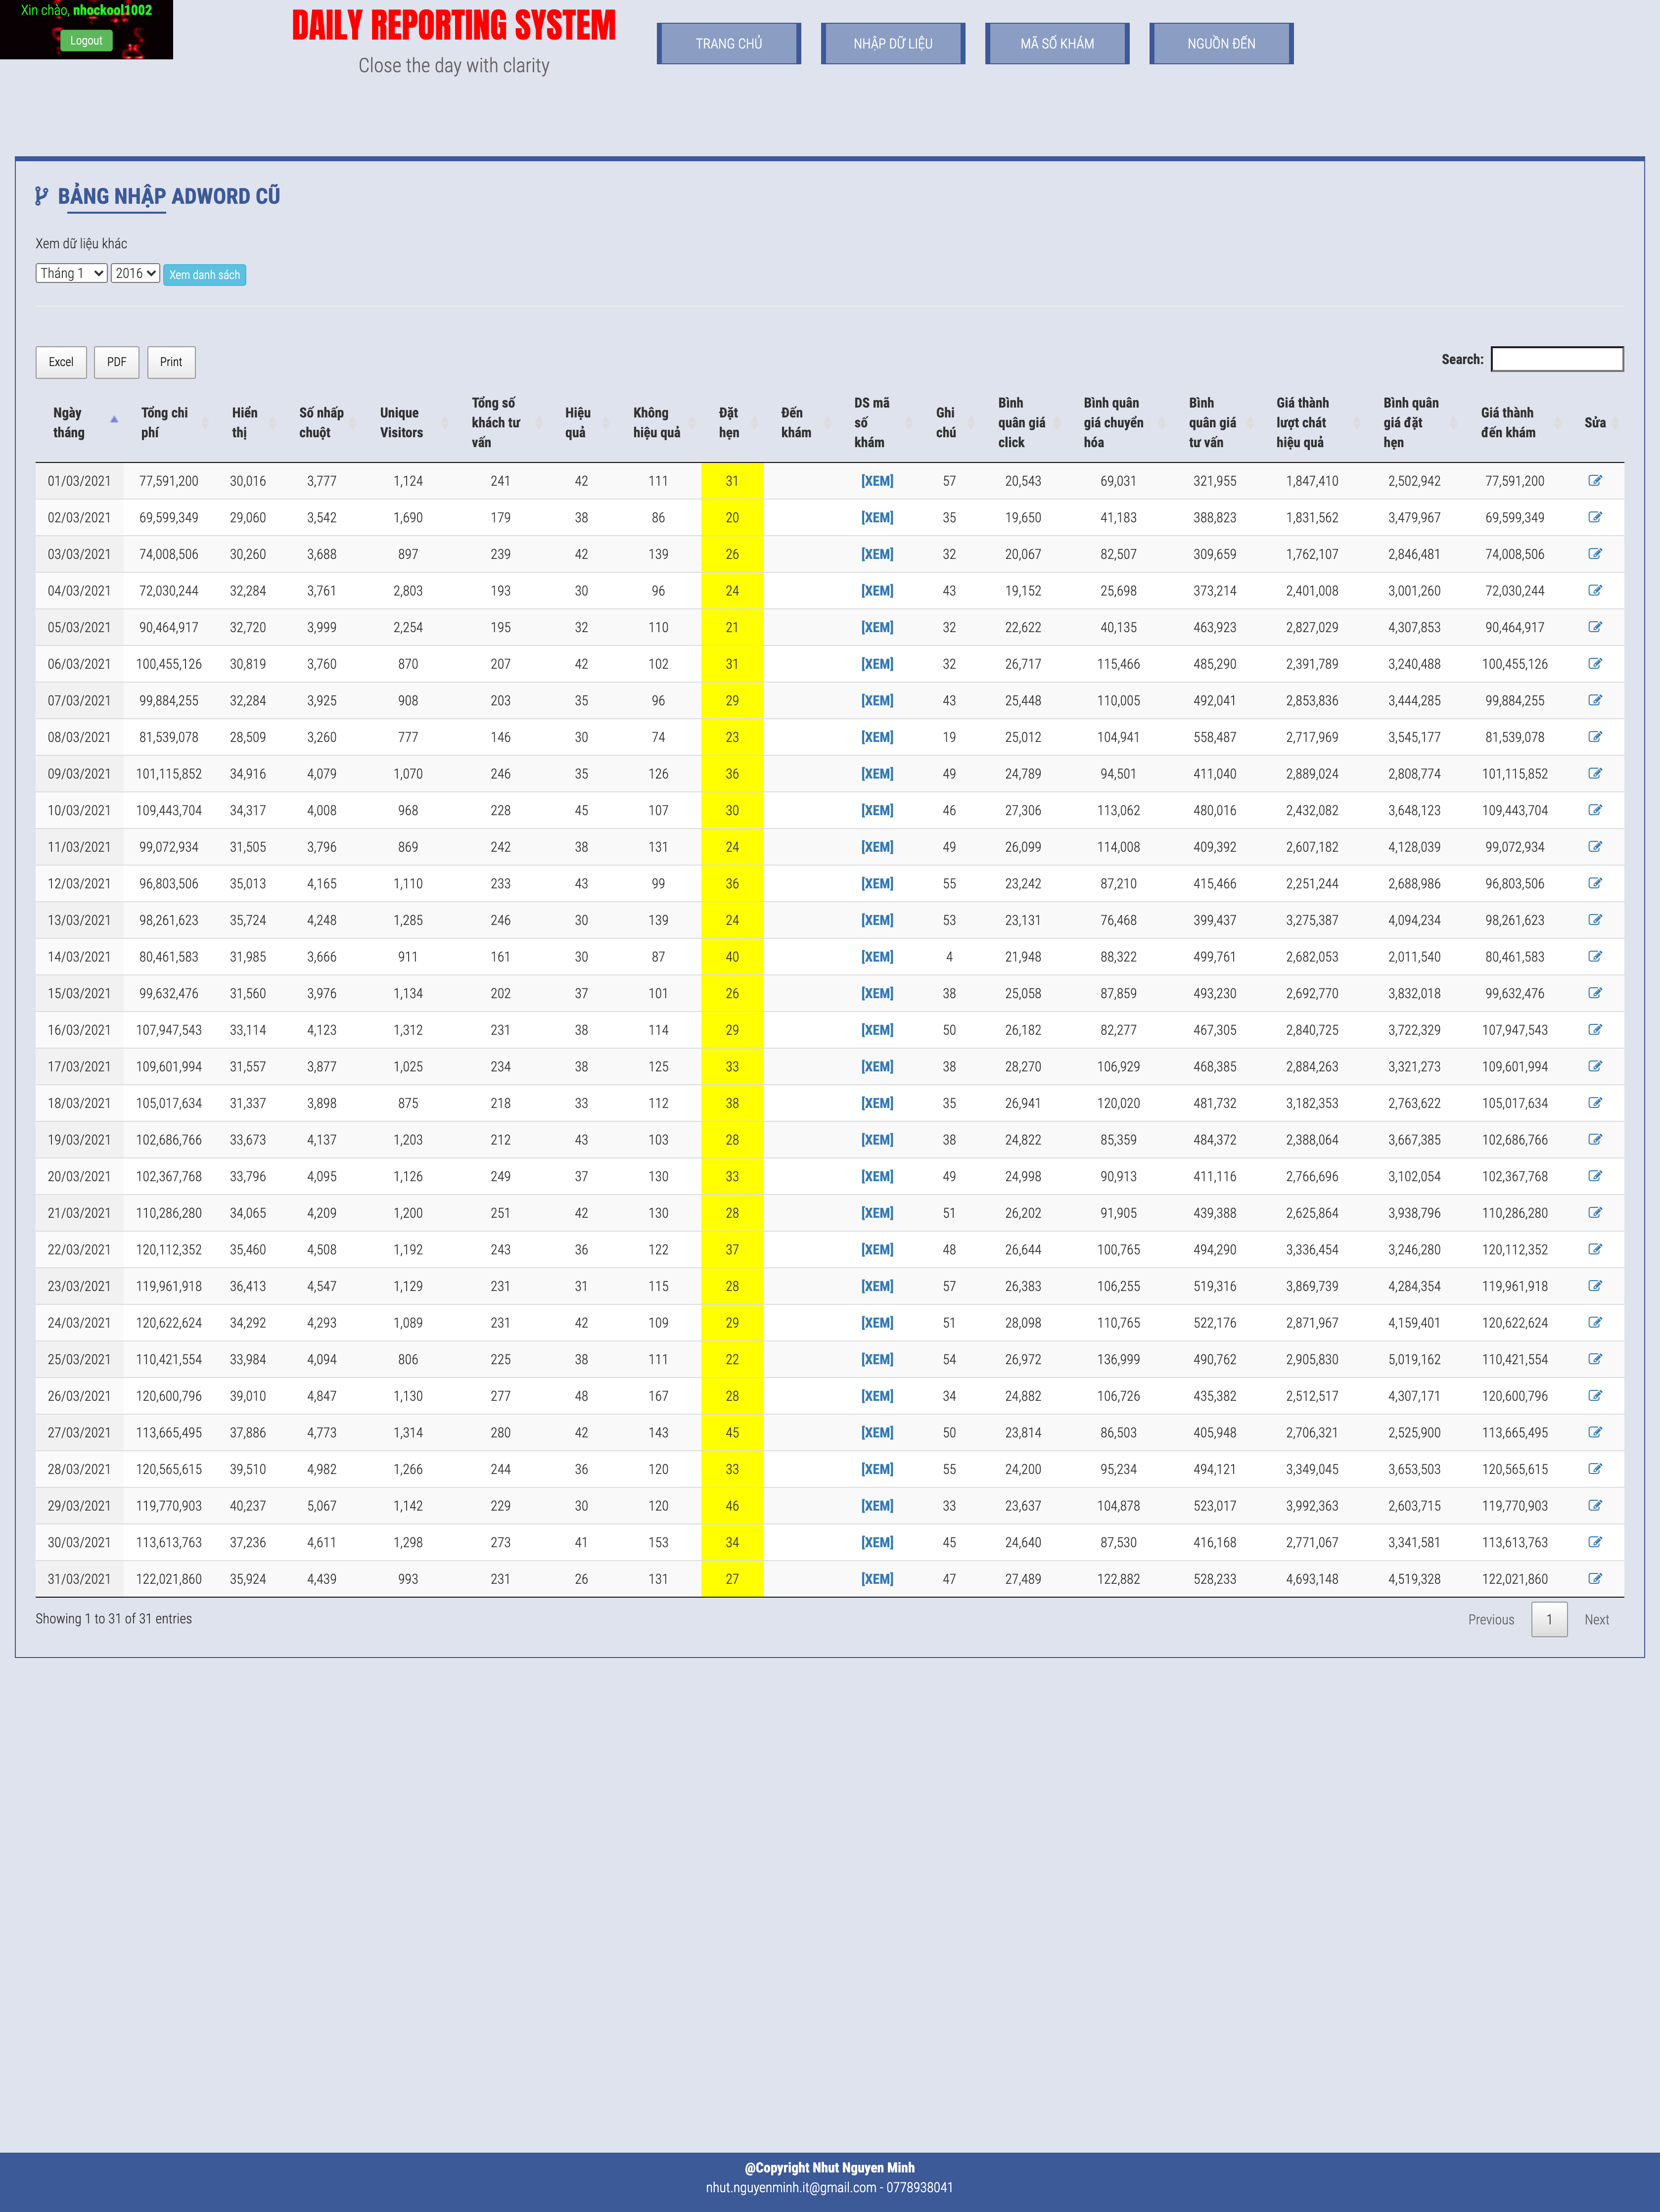 Xin chào, nhockool1002
Logout
DAILY REPORTING SYSTEM
Close the day with clarity
TRANG CHỦ
NHẬP DỮ LIỆU
MÃ SỐ KHÁM
NGUỒN ĐẾN
BẢNG NHẬP ADWORD CŨ
Xem dữ liệu khác
Tháng 1 2016 Xem danh sách
Excel PDF Print Search:
Ngày tháng Tổng chi phí Hiển thị Số nhấp chuột Unique Visitors Tổng số khách tư vấn Hiệu quả Không hiệu quả Đặt hẹn Đến khám DS mã số khám Ghi chú Bình quân giá click Bình quân giá chuyển hóa Bình quân giá tư vấn Giá thành lượt chát hiệu quả Bình quân giá đặt hẹn Giá thành đến khám Sửa
01/03/2021 77,591,200 30,016 3,777 1,124 241 42 111 31 [XEM] 57 20,543 69,031 321,955 1,847,410 2,502,942 77,591,200
02/03/2021 69,599,349 29,060 3,542 1,690 179 38 86 20 [XEM] 35 19,650 41,183 388,823 1,831,562 3,479,967 69,599,349
03/03/2021 74,008,506 30,260 3,688 897 239 42 139 26 [XEM] 32 20,067 82,507 309,659 1,762,107 2,846,481 74,008,506
04/03/2021 72,030,244 32,284 3,761 2,803 193 30 96 24 [XEM] 43 19,152 25,698 373,214 2,401,008 3,001,260 72,030,244
05/03/2021 90,464,917 32,720 3,999 2,254 195 32 110 21 [XEM] 32 22,622 40,135 463,923 2,827,029 4,307,853 90,464,917
06/03/2021 100,455,126 30,819 3,760 870 207 42 102 31 [XEM] 32 26,717 115,466 485,290 2,391,789 3,240,488 100,455,126
07/03/2021 99,884,255 32,284 3,925 908 203 35 96 29 [XEM] 43 25,448 110,005 492,041 2,853,836 3,444,285 99,884,255
08/03/2021 81,539,078 28,509 3,260 777 146 30 74 23 [XEM] 19 25,012 104,941 558,487 2,717,969 3,545,177 81,539,078
09/03/2021 101,115,852 34,916 4,079 1,070 246 35 126 36 [XEM] 49 24,789 94,501 411,040 2,889,024 2,808,774 101,115,852
10/03/2021 109,443,704 34,317 4,008 968 228 45 107 30 [XEM] 46 27,306 113,062 480,016 2,432,082 3,648,123 109,443,704
11/03/2021 99,072,934 31,505 3,796 869 242 38 131 24 [XEM] 49 26,099 114,008 409,392 2,607,182 4,128,039 99,072,934
12/03/2021 96,803,506 35,013 4,165 1,110 233 43 99 36 [XEM] 55 23,242 87,210 415,466 2,251,244 2,688,986 96,803,506
13/03/2021 98,261,623 35,724 4,248 1,285 246 30 139 24 [XEM] 53 23,131 76,468 399,437 3,275,387 4,094,234 98,261,623
14/03/2021 80,461,583 31,985 3,666 911 161 30 87 40 [XEM] 4 21,948 88,322 499,761 2,682,053 2,011,540 80,461,583
15/03/2021 99,632,476 31,560 3,976 1,134 202 37 101 26 [XEM] 38 25,058 87,859 493,230 2,692,770 3,832,018 99,632,476
16/03/2021 107,947,543 33,114 4,123 1,312 231 38 114 29 [XEM] 50 26,182 82,277 467,305 2,840,725 3,722,329 107,947,543
17/03/2021 109,601,994 31,557 3,877 1,025 234 38 125 33 [XEM] 38 28,270 106,929 468,385 2,884,263 3,321,273 109,601,994
18/03/2021 105,017,634 31,337 3,898 875 218 33 112 38 [XEM] 35 26,941 120,020 481,732 3,182,353 2,763,622 105,017,634
19/03/2021 102,686,766 33,673 4,137 1,203 212 43 103 28 [XEM] 38 24,822 85,359 484,372 2,388,064 3,667,385 102,686,766
20/03/2021 102,367,768 33,796 4,095 1,126 249 37 130 33 [XEM] 49 24,998 90,913 411,116 2,766,696 3,102,054 102,367,768
21/03/2021 110,286,280 34,065 4,209 1,200 251 42 130 28 [XEM] 51 26,202 91,905 439,388 2,625,864 3,938,796 110,286,280
22/03/2021 120,112,352 35,460 4,508 1,192 243 36 122 37 [XEM] 48 26,644 100,765 494,290 3,336,454 3,246,280 120,112,352
23/03/2021 119,961,918 36,413 4,547 1,129 231 31 115 28 [XEM] 57 26,383 106,255 519,316 3,869,739 4,284,354 119,961,918
24/03/2021 120,622,624 34,292 4,293 1,089 231 42 109 29 [XEM] 51 28,098 110,765 522,176 2,871,967 4,159,401 120,622,624
25/03/2021 110,421,554 33,984 4,094 806 225 38 111 22 [XEM] 54 26,972 136,999 490,762 2,905,830 5,019,162 110,421,554
26/03/2021 120,600,796 39,010 4,847 1,130 277 48 167 28 [XEM] 34 24,882 106,726 435,382 2,512,517 4,307,171 120,600,796
27/03/2021 113,665,495 37,886 4,773 1,314 280 42 143 45 [XEM] 50 23,814 86,503 405,948 2,706,321 2,525,900 113,665,495
28/03/2021 120,565,615 39,510 4,982 1,266 244 36 120 33 [XEM] 55 24,200 95,234 494,121 3,349,045 3,653,503 120,565,615
29/03/2021 119,770,903 40,237 5,067 1,142 229 30 120 46 [XEM] 33 23,637 104,878 523,017 3,992,363 2,603,715 119,770,903
30/03/2021 113,613,763 37,236 4,611 1,298 273 41 153 34 [XEM] 45 24,640 87,530 416,168 2,771,067 3,341,581 113,613,763
31/03/2021 122,021,860 35,924 4,439 993 231 26 131 27 [XEM] 47 27,489 122,882 528,233 4,693,148 4,519,328 122,021,860
Showing 1 to 31 of 31 entries Previous 1 Next
@Copyright Nhut Nguyen Minh
nhut.nguyenminh.it@gmail.com - 0778938041